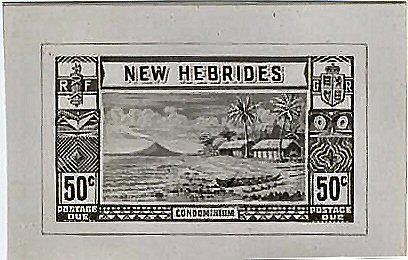 NEW HEBRIDES
R F
G R
50c
50c
POSTAGE DUE
CONDOMINIUM
POSTAGE DUE